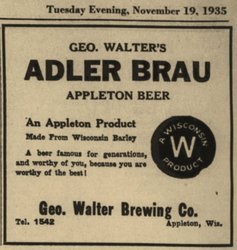 Tuesday Evening, November 19, 1935
GEO. WALTER'S
ADLER BRAU
APPLETON BEER
An Appleton Product
Made From Wisconsin Barley
A beer famous for generations,
and worthy of you, because you are
worthy of the best!
A WISCONSIN
W
PRODUCT
Geo. Walter Brewing Co.
Tel. 1542 Appleton, Wis.